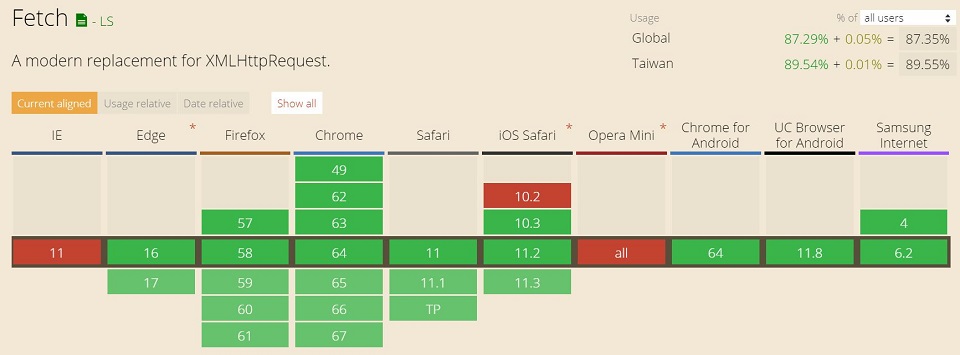 Fetch - LS
Usage % of all users
Global 87.29% + 0.05% = 87.35%
Taiwan 89.54% + 0.01% = 89.55%
A modern replacement for XMLHttpRequest.
Current aligned Usage relative Date relative Show all
IE Edge * Firefox Chrome Safari iOS Safari * Opera Mini * Chrome for Android UC Browser for Android Samsung Internet
49
62 10.2
57 63 10.3 4
11 16 58 64 11 11.2 all 64 11.8 6.2
17 59 65 11.1 11.3
60 66 TP
61 67